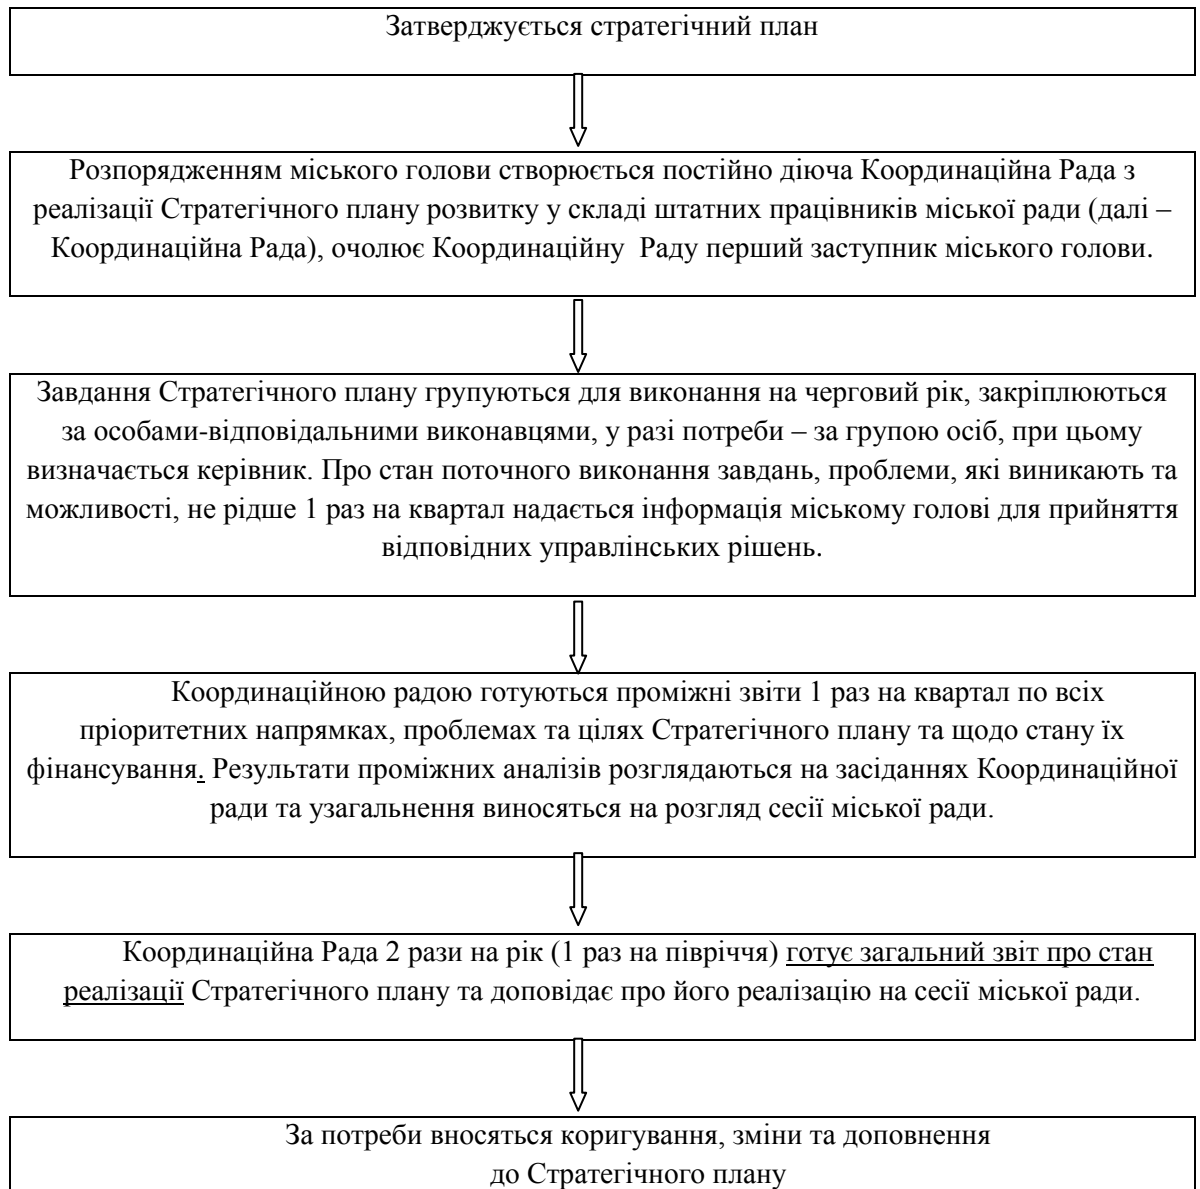 Затверджується стратегічний план
Розпорядженням міського голови створюється постійно діюча Координаційна Рада з
реалізації Стратегічного плану розвитку у складі штатних працівників міської ради (далі –
Координаційна Рада), очолює Координаційну Раду перший заступник міського голови.
Завдання Стратегічного плану групуються для виконання на черговий рік, закріплюються
за особами-відповідальними виконавцями, у разі потреби – за групою осіб, при цьому
визначається керівник. Про стан поточного виконання завдань, проблеми, які виникають та
можливості, не рідше 1 раз на квартал надається інформація міському голові для прийняття
відповідних управлінських рішень.
Координаційною радою готуються проміжні звіти 1 раз на квартал по всіх
пріоритетних напрямках, проблемах та цілях Стратегічного плану та щодо стану їх
фінансування. Результати проміжних аналізів розглядаються на засіданнях Координаційної
ради та узагальнення виносяться на розгляд сесії міської ради.
Координаційна Рада 2 рази на рік (1 раз на півріччя) готує загальний звіт про стан
реалізації Стратегічного плану та доповідає про його реалізацію на сесії міської ради.
За потреби вносяться коригування, зміни та доповнення
до Стратегічного плану